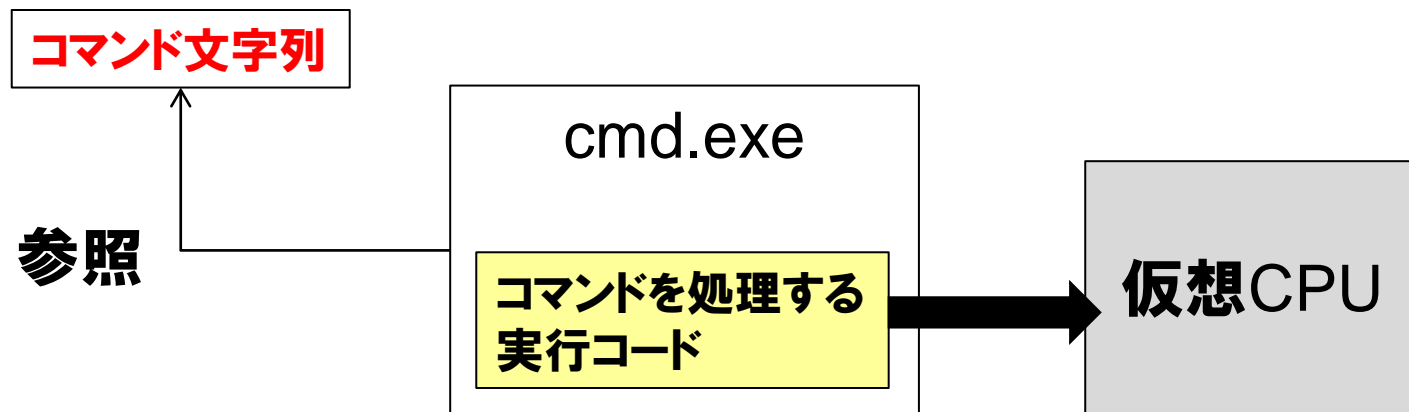 コマンド文字列
cmd.exe
参照
コマンドを処理する
実行コード
仮想CPU